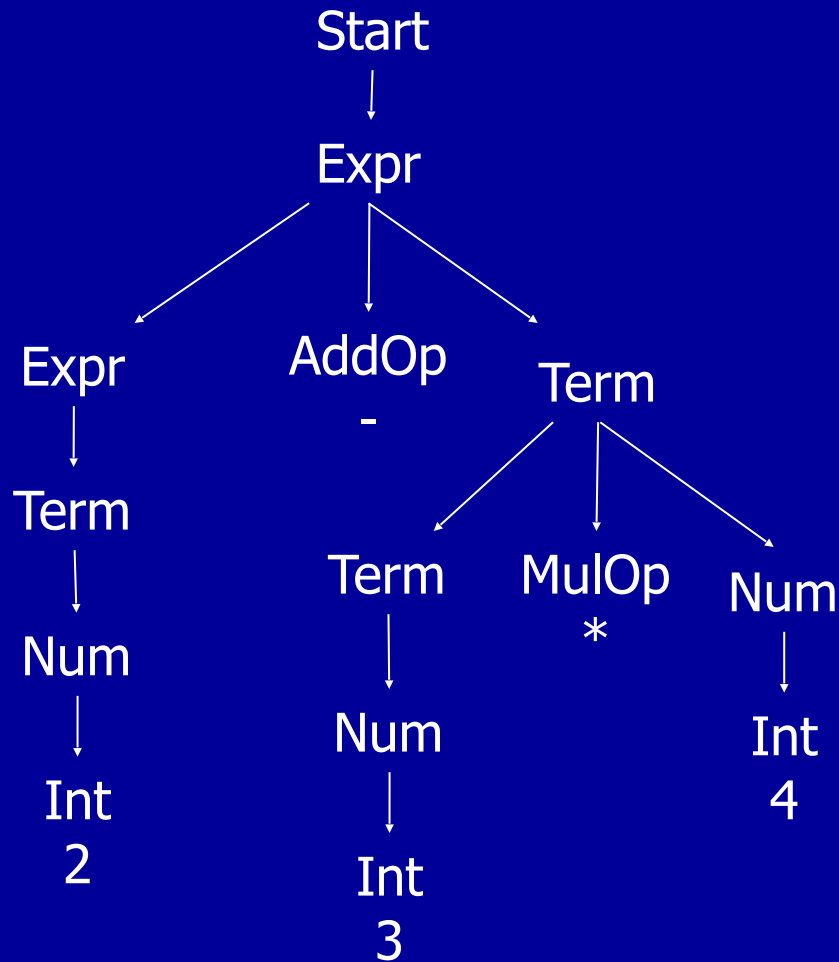 Start
Expr
Expr
AddOp
-
Term
Term
Term
MulOp
*
Num
Num
Num
Int
4
Int
2
Int
3